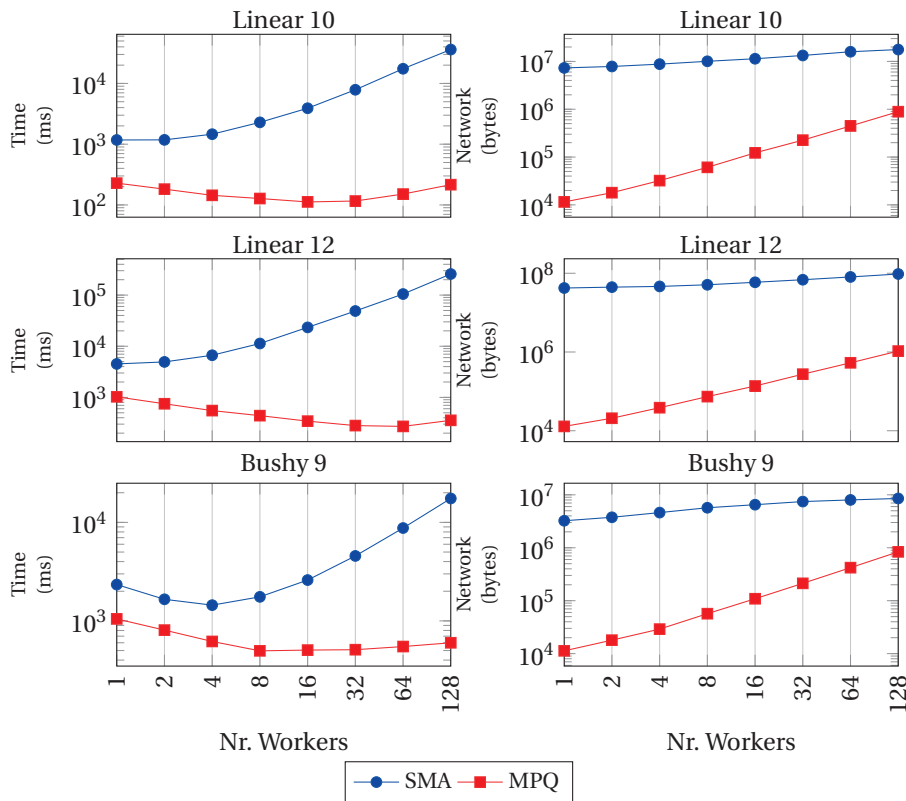 Linear 10
Time
(ms)
10^4
10^3
10^2
Linear 10
Network
(bytes)
10^7
10^6
10^5
10^4
Linear 12
Time
(ms)
10^5
10^4
10^3
Linear 12
Network
(bytes)
10^8
10^6
10^4
Bushy 9
Time
(ms)
10^4
10^3
1 2 4 8 16 32 64 128
Nr. Workers
Bushy 9
Network
(bytes)
10^7
10^6
10^5
10^4
1 2 4 8 16 32 64 128
Nr. Workers
SMA MPQ